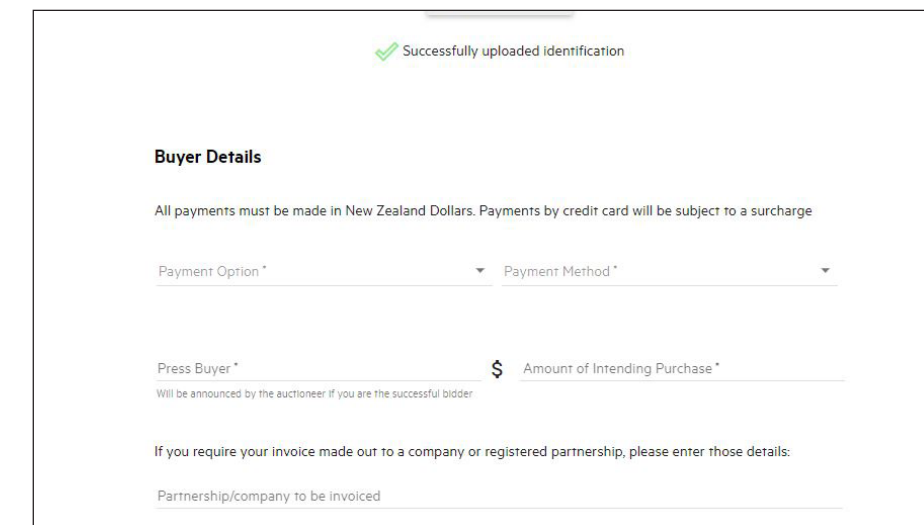 Successfully uploaded identification
Buyer Details
All payments must be made in New Zealand Dollars. Payments by credit card will be subject to a surcharge
Payment Option *
Payment Method *
Press Buyer *
$ Amount of Intending Purchase *
Will be announced by the auctioneer if you are the successful bidder
If you require your invoice made out to a company or registered partnership, please enter those details:
Partnership/company to be invoiced